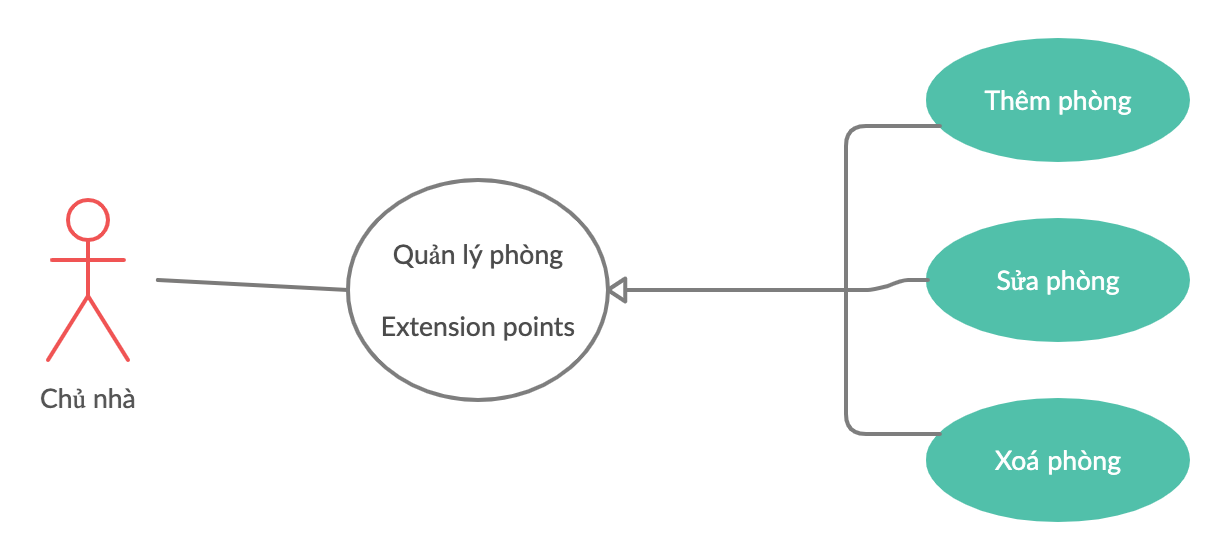 Thêm phòng
Quản lý phòng
Extension points
Sửa phòng
Chủ nhà
Xoá phòng